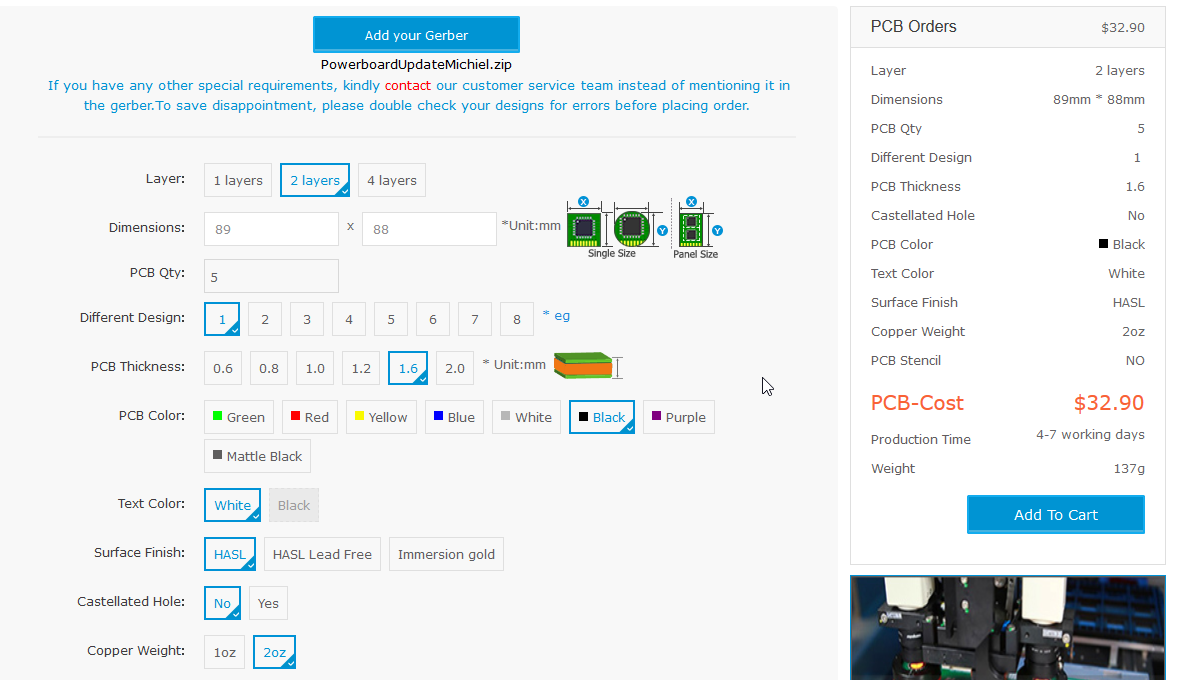 Add your Gerber
PowerboardUpdateMichiel.zip
If you have any other special requirements, kindly contact our customer service team instead of mentioning it in
the gerber.To save disappointment, please double check your designs for errors before placing order.
Layer: 1 layers 2 layers 4 layers
Dimensions: 89 x 88 *Unit:mm
X X
Y Y
Single Size Panel Size
PCB Qty: 5
Different Design: 1 2 3 4 5 6 7 8 * eg
PCB Thickness: 0.6 0.8 1.0 1.2 1.6 2.0 * Unit:mm
PCB Color: Green Red Yellow Blue White Black Purple
Mattle Black
Text Color: White Black
Surface Finish: HASL HASL Lead Free Immersion gold
Castellated Hole: No Yes
Copper Weight: 1oz 2oz
PCB Orders $32.90
Layer 2 layers
Dimensions 89mm * 88mm
PCB Qty 5
Different Design 1
PCB Thickness 1.6
Castellated Hole No
PCB Color Black
Text Color White
Surface Finish HASL
Copper Weight 2oz
PCB Stencil NO
PCB-Cost $32.90
Production Time 4-7 working days
Weight 137g
Add To Cart